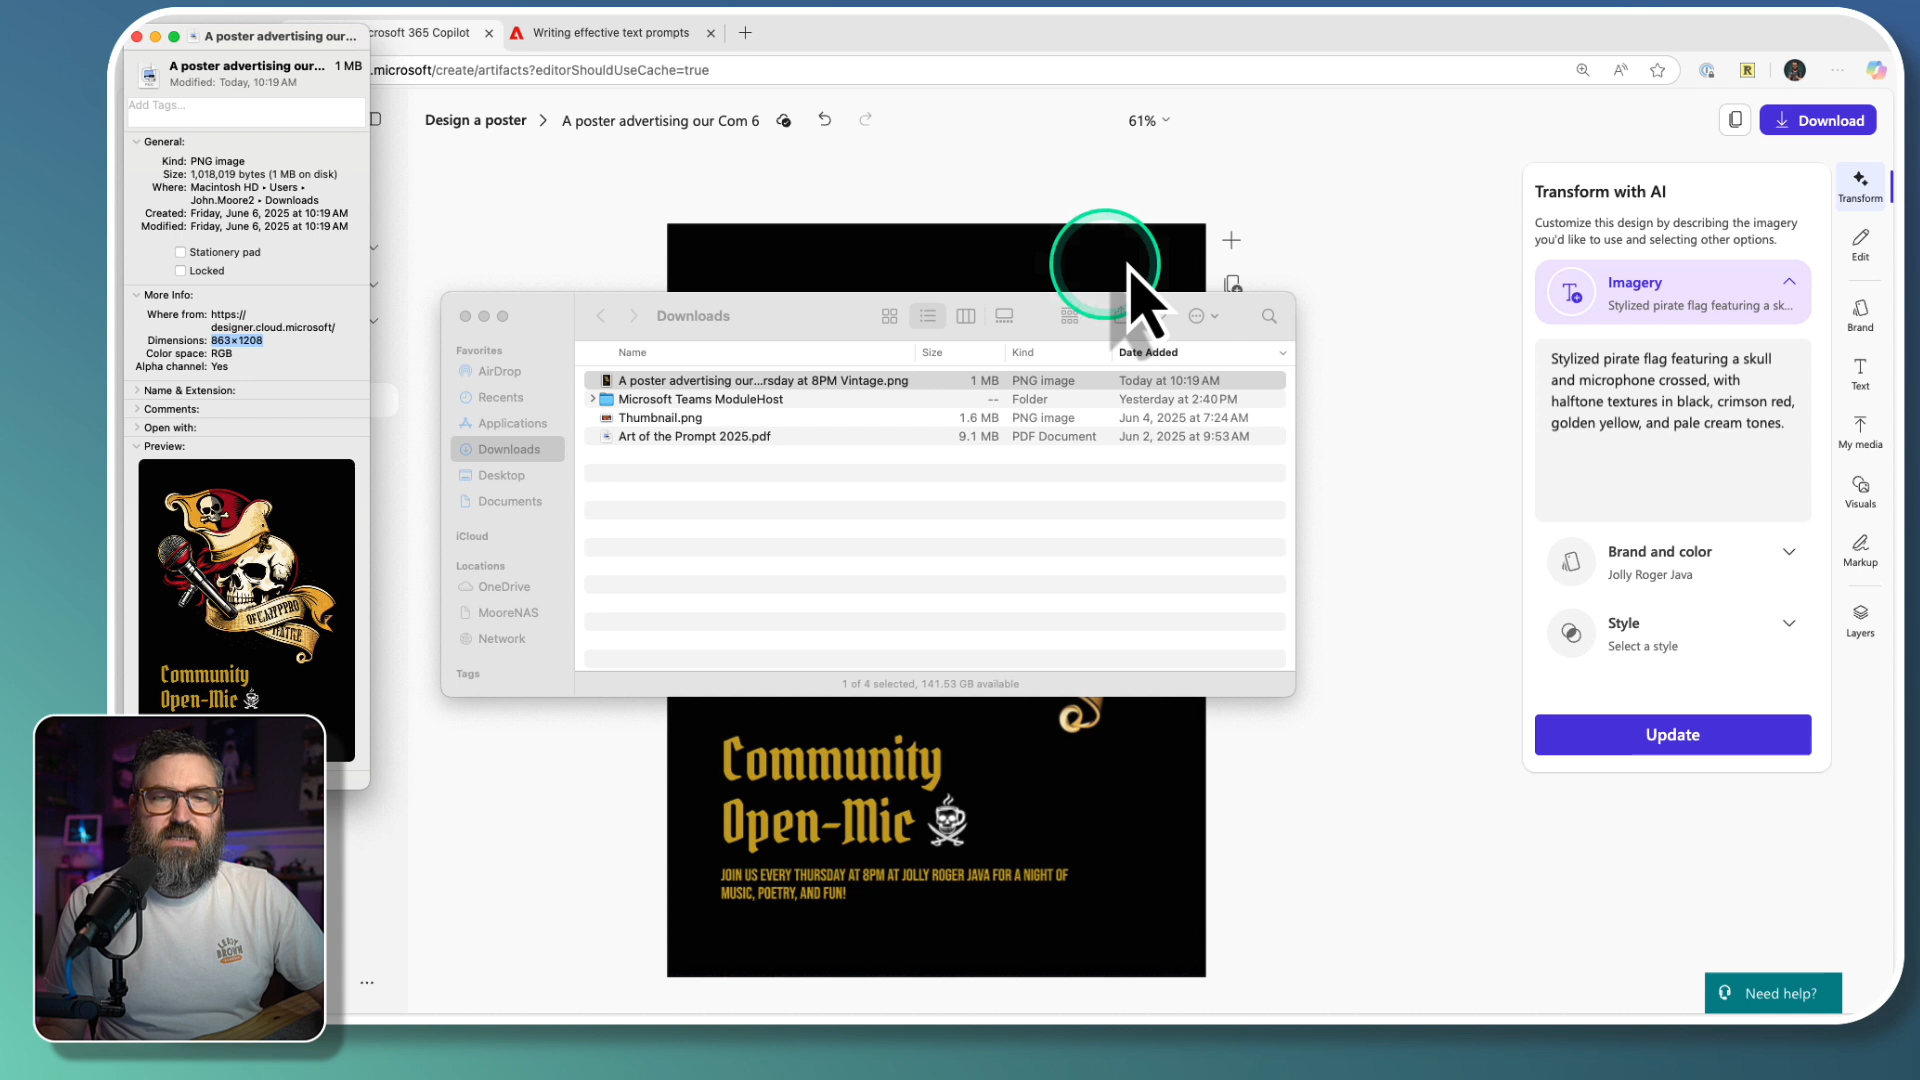 A poster advertising our...
crosoft 365 Copilot
Writing effective text prompts
A poster advertising our... 1 MB
Modified: Today, 10:19 AM
.microsoft/create/artifacts?editorShouldUseCache=true
Add Tags...
Design a poster > A poster advertising our Com 6
61%
Download
General:
Kind: PNG image
Size: 1,018,019 bytes (1 MB on disk)
Where: Macintosh HD ▸ Users ▸
John.Moore2 ▸ Downloads
Created: Friday, June 6, 2025 at 10:19 AM
Modified: Friday, June 6, 2025 at 10:19 AM
Stationery pad
Locked
More Info:
Where from: https://
designer.cloud.microsoft/
Dimensions: 863×1208
Color space: RGB
Alpha channel: Yes
Name & Extension:
Comments:
Open with:
Preview:
Community
Open-Mic
Downloads
Favorites
AirDrop
Recents
Applications
Downloads
Desktop
Documents
iCloud
Locations
OneDrive
MooreNAS
Network
Tags
Name Size Kind Date Added
A poster advertising our...rsday at 8PM Vintage.png 1 MB PNG image Today at 10:19 AM
Microsoft Teams ModuleHost -- Folder Yesterday at 2:40 PM
Thumbnail.png 1.6 MB PNG image Jun 4, 2025 at 7:24 AM
Art of the Prompt 2025.pdf 9.1 MB PDF Document Jun 2, 2025 at 9:53 AM
1 of 4 selected, 141.53 GB available
Community
Open-Mic
JOIN US EVERY THURSDAY AT 8PM AT JOLLY ROGER JAVA FOR A NIGHT OF
MUSIC, POETRY, AND FUN!
Transform with AI
Customize this design by describing the imagery
you'd like to use and selecting other options.
Imagery
Stylized pirate flag featuring a sk...
Stylized pirate flag featuring a skull
and microphone crossed, with
halftone textures in black, crimson red,
golden yellow, and pale cream tones.
Brand and color
Jolly Roger Java
Style
Select a style
Update
Transform
Edit
Brand
Text
My media
Visuals
Markup
Layers
Need help?